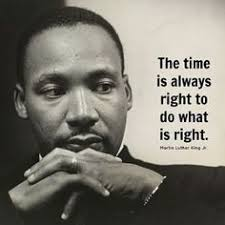 The time
is always
right to
do what
is right.
Martin Luther King Jr.